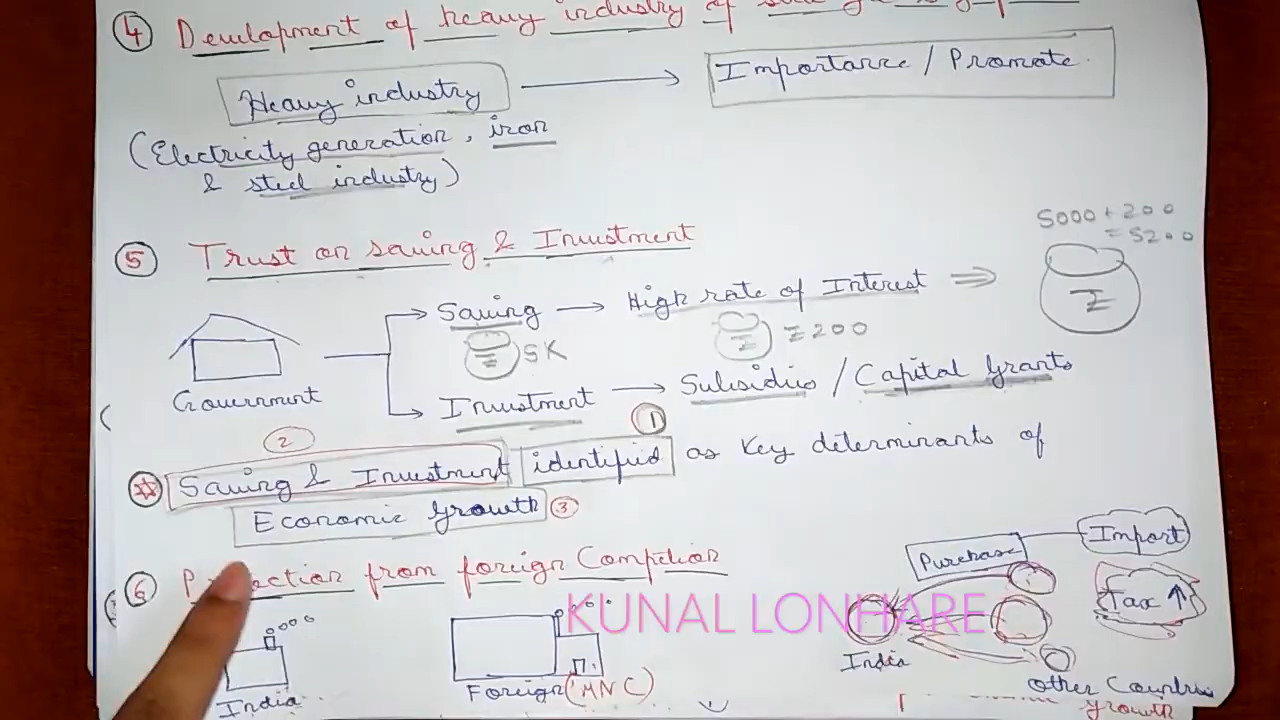 4 Development of heavy industry
Heavy industry → Importance / Promote
(Electricity generation, iron
& steel industry)
5 Trust on saving & Investment
5000 + 200
= 5200
Saving → High rate of Interest ⇒
5K
200
Government
Investment → Subsidies / Capital Grants
2
1
Saving & Investment identified as key determinants of
Economic Growth 3
6 Protection from foreign Compition
Purchase
Import
Tax ↑
KUNAL LONHARE
India
Foreign (MNC)
India
other Countries
growth